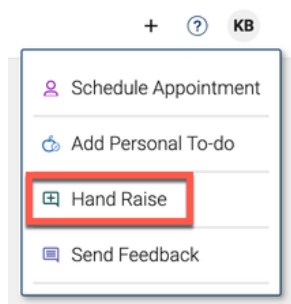 + ? KB
Schedule Appointment
Add Personal To-do
Hand Raise
Send Feedback